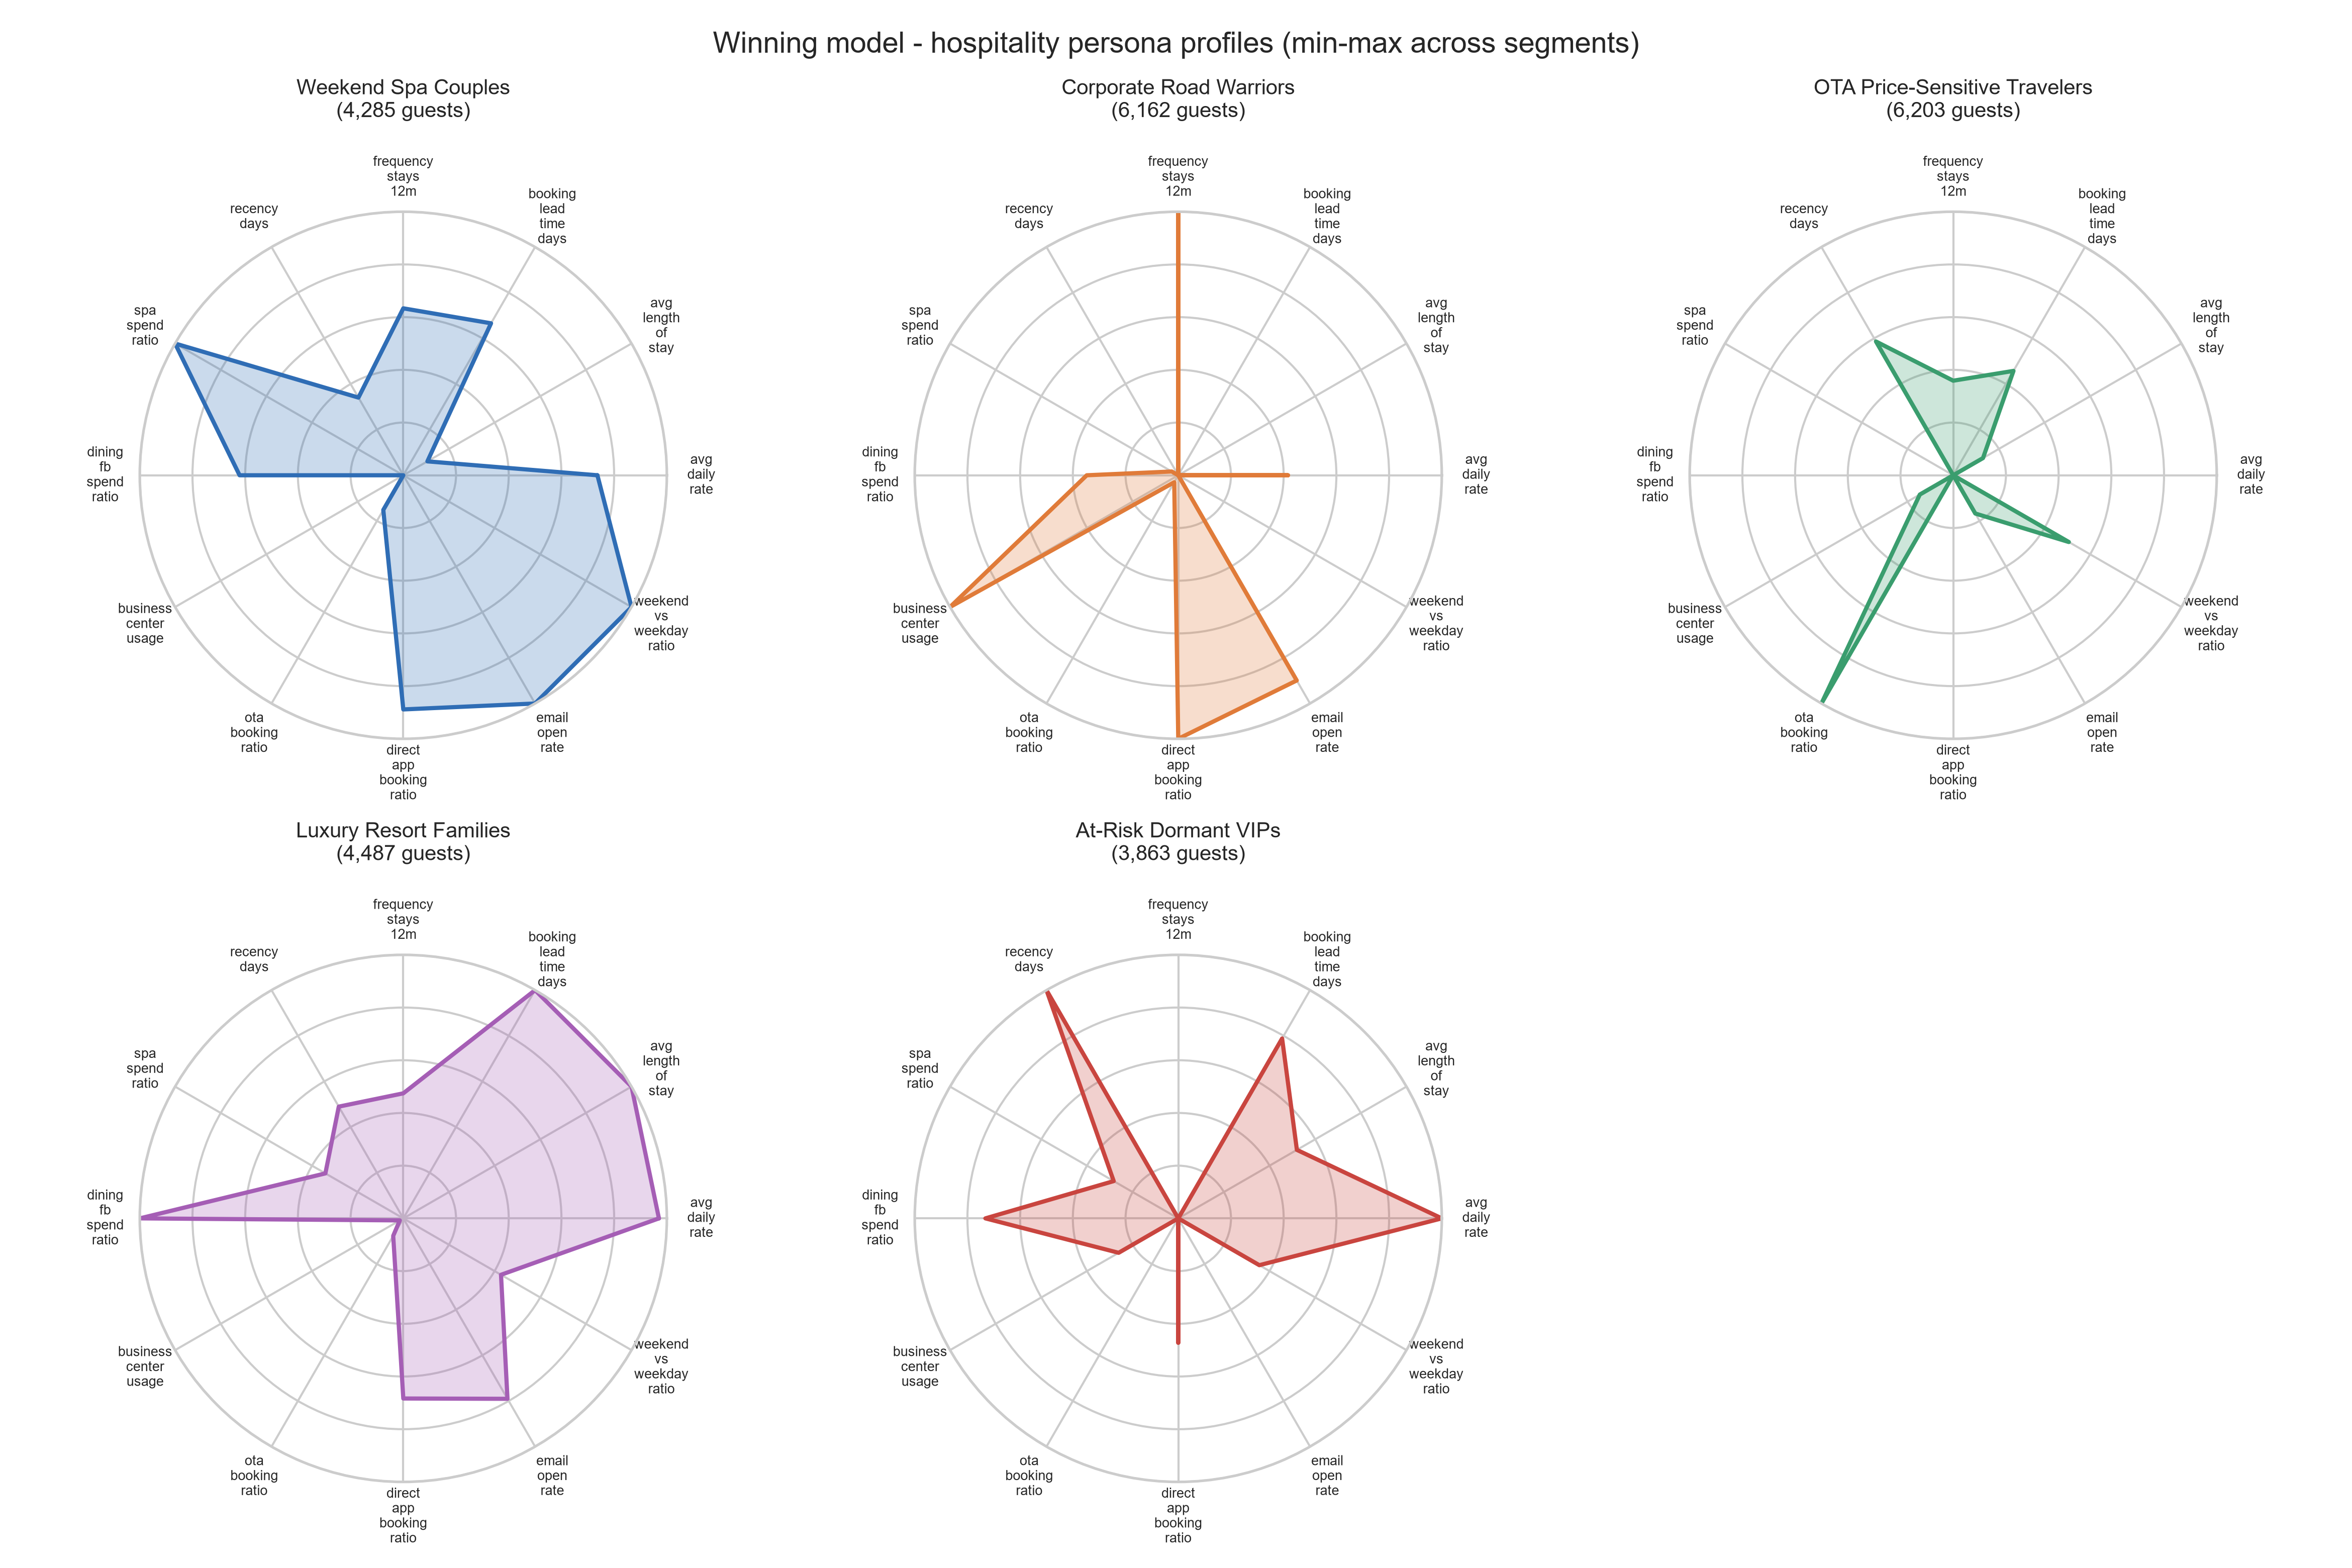 Winning model - hospitality persona profiles (min-max across segments)
Weekend Spa Couples
(4,285 guests)
frequency
stays
12m
booking
lead
time
days
avg
length
of
stay
avg
daily
rate
weekend
vs
weekday
ratio
email
open
rate
direct
app
booking
ratio
ota
booking
ratio
business
center
usage
dining
fb
spend
ratio
spa
spend
ratio
recency
days
Corporate Road Warriors
(6,162 guests)
frequency
stays
12m
booking
lead
time
days
avg
length
of
stay
avg
daily
rate
weekend
vs
weekday
ratio
email
open
rate
direct
app
booking
ratio
ota
booking
ratio
business
center
usage
dining
fb
spend
ratio
spa
spend
ratio
recency
days
OTA Price-Sensitive Travelers
(6,203 guests)
frequency
stays
12m
booking
lead
time
days
avg
length
of
stay
avg
daily
rate
weekend
vs
weekday
ratio
email
open
rate
direct
app
booking
ratio
ota
booking
ratio
business
center
usage
dining
fb
spend
ratio
spa
spend
ratio
recency
days
Luxury Resort Families
(4,487 guests)
frequency
stays
12m
booking
lead
time
days
avg
length
of
stay
avg
daily
rate
weekend
vs
weekday
ratio
email
open
rate
direct
app
booking
ratio
ota
booking
ratio
business
center
usage
dining
fb
spend
ratio
spa
spend
ratio
recency
days
At-Risk Dormant VIPs
(3,863 guests)
frequency
stays
12m
booking
lead
time
days
avg
length
of
stay
avg
daily
rate
weekend
vs
weekday
ratio
email
open
rate
direct
app
booking
ratio
ota
booking
ratio
business
center
usage
dining
fb
spend
ratio
spa
spend
ratio
recency
days